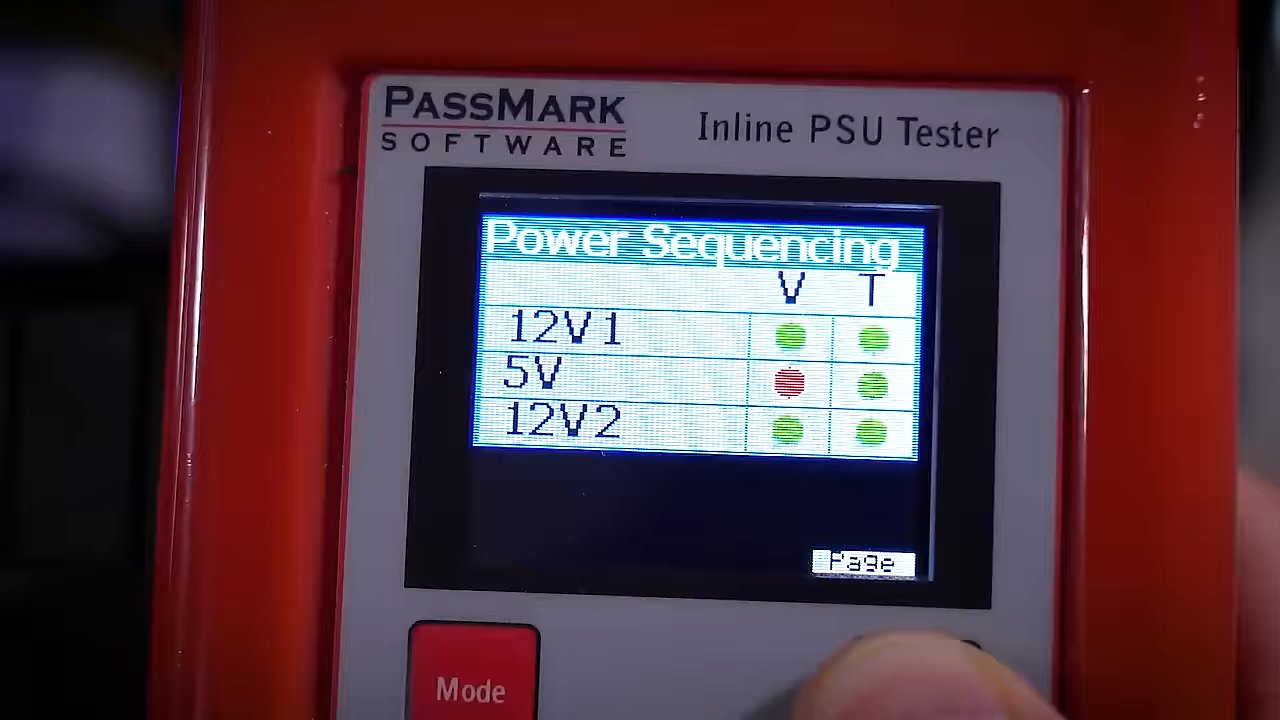 PASSMARK
SOFTWARE
Inline PSU Tester
Power Sequencing
V T
12V1
5V
12V2
Page
Mode